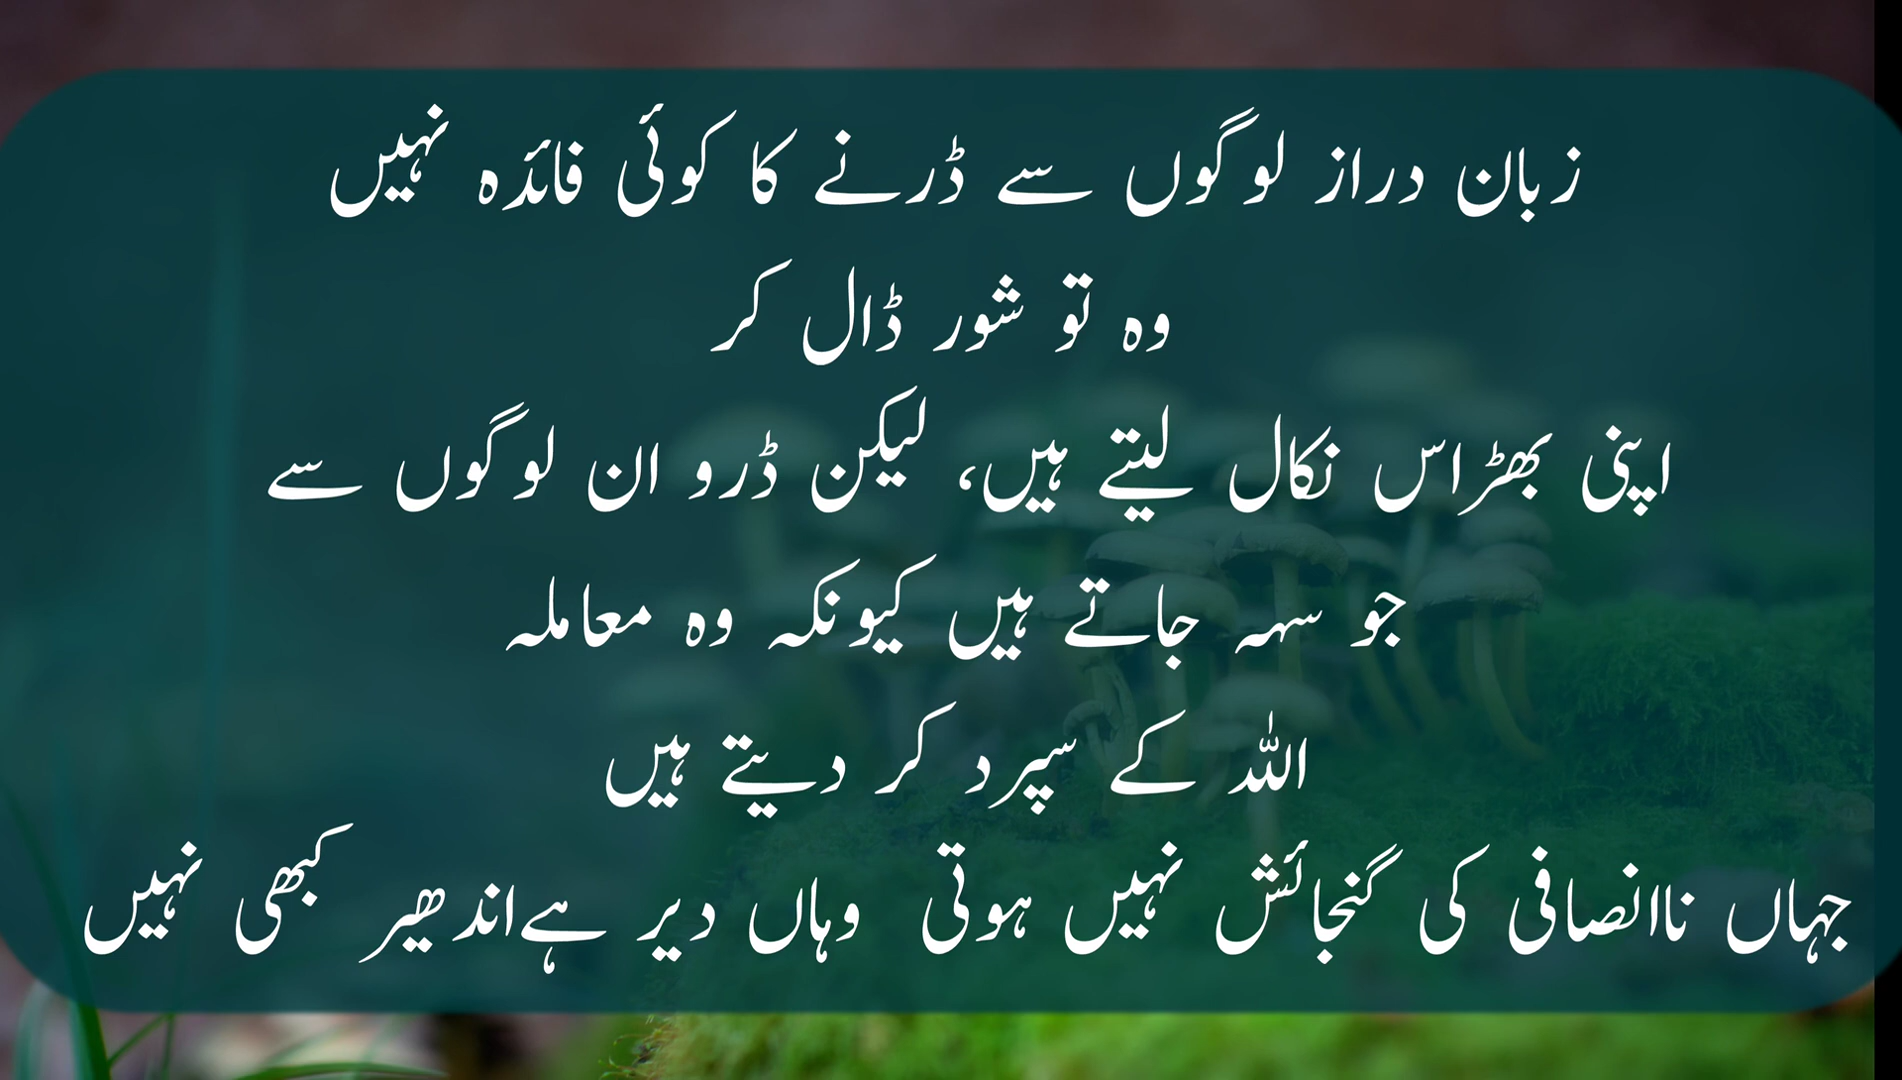 زبان دراز لوگوں سے ڈرنے کا کوئی فائدہ نہیں
وہ تو شور ڈال کر
اپنی بھڑاس نکال لیتے ہیں، لیکن ڈرو ان لوگوں سے
جو سہہ جاتے ہیں کیونکہ وہ معاملہ
اللہ کے سپرد کر دیتے ہیں
جہاں ناانصافی کی گنجائش نہیں ہوتی وہاں دیر ہےاندھیر کبھی نہیں